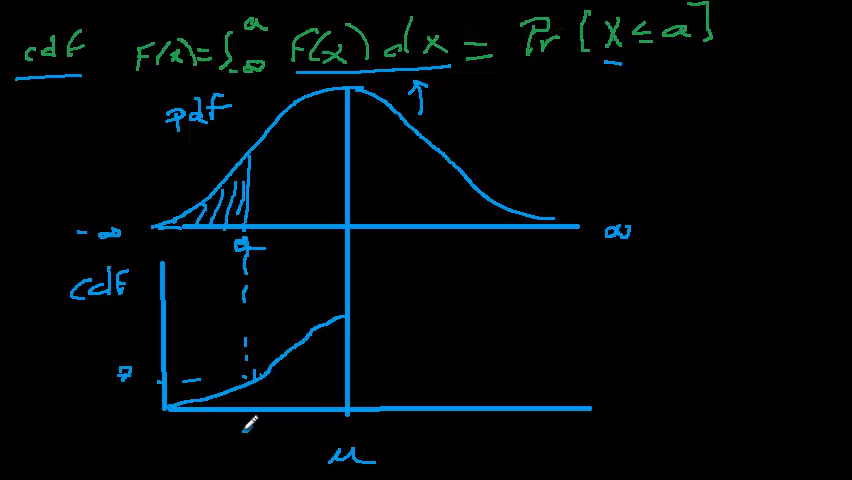 cdf F(x)=∫_{-∞}^{a} F(x) dx = Pr [X ≤ a]
pdf
-∞ a ∞
Cdf
μ